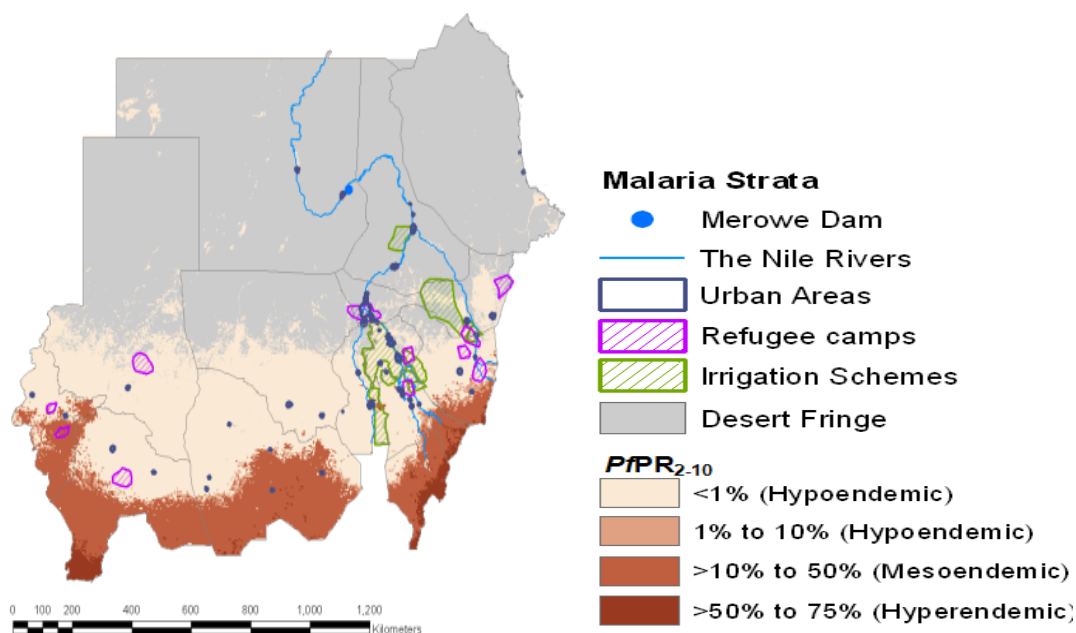 Malaria Strata
Merowe Dam
The Nile Rivers
Urban Areas
Refugee camps
Irrigation Schemes
Desert Fringe
PfPR2-10
<1% (Hypoendemic)
1% to 10% (Hypoendemic)
>10% to 50% (Mesoendemic)
>50% to 75% (Hyperendemic)
0 100 200 400 600 800 1,000 1,200
Kilometers